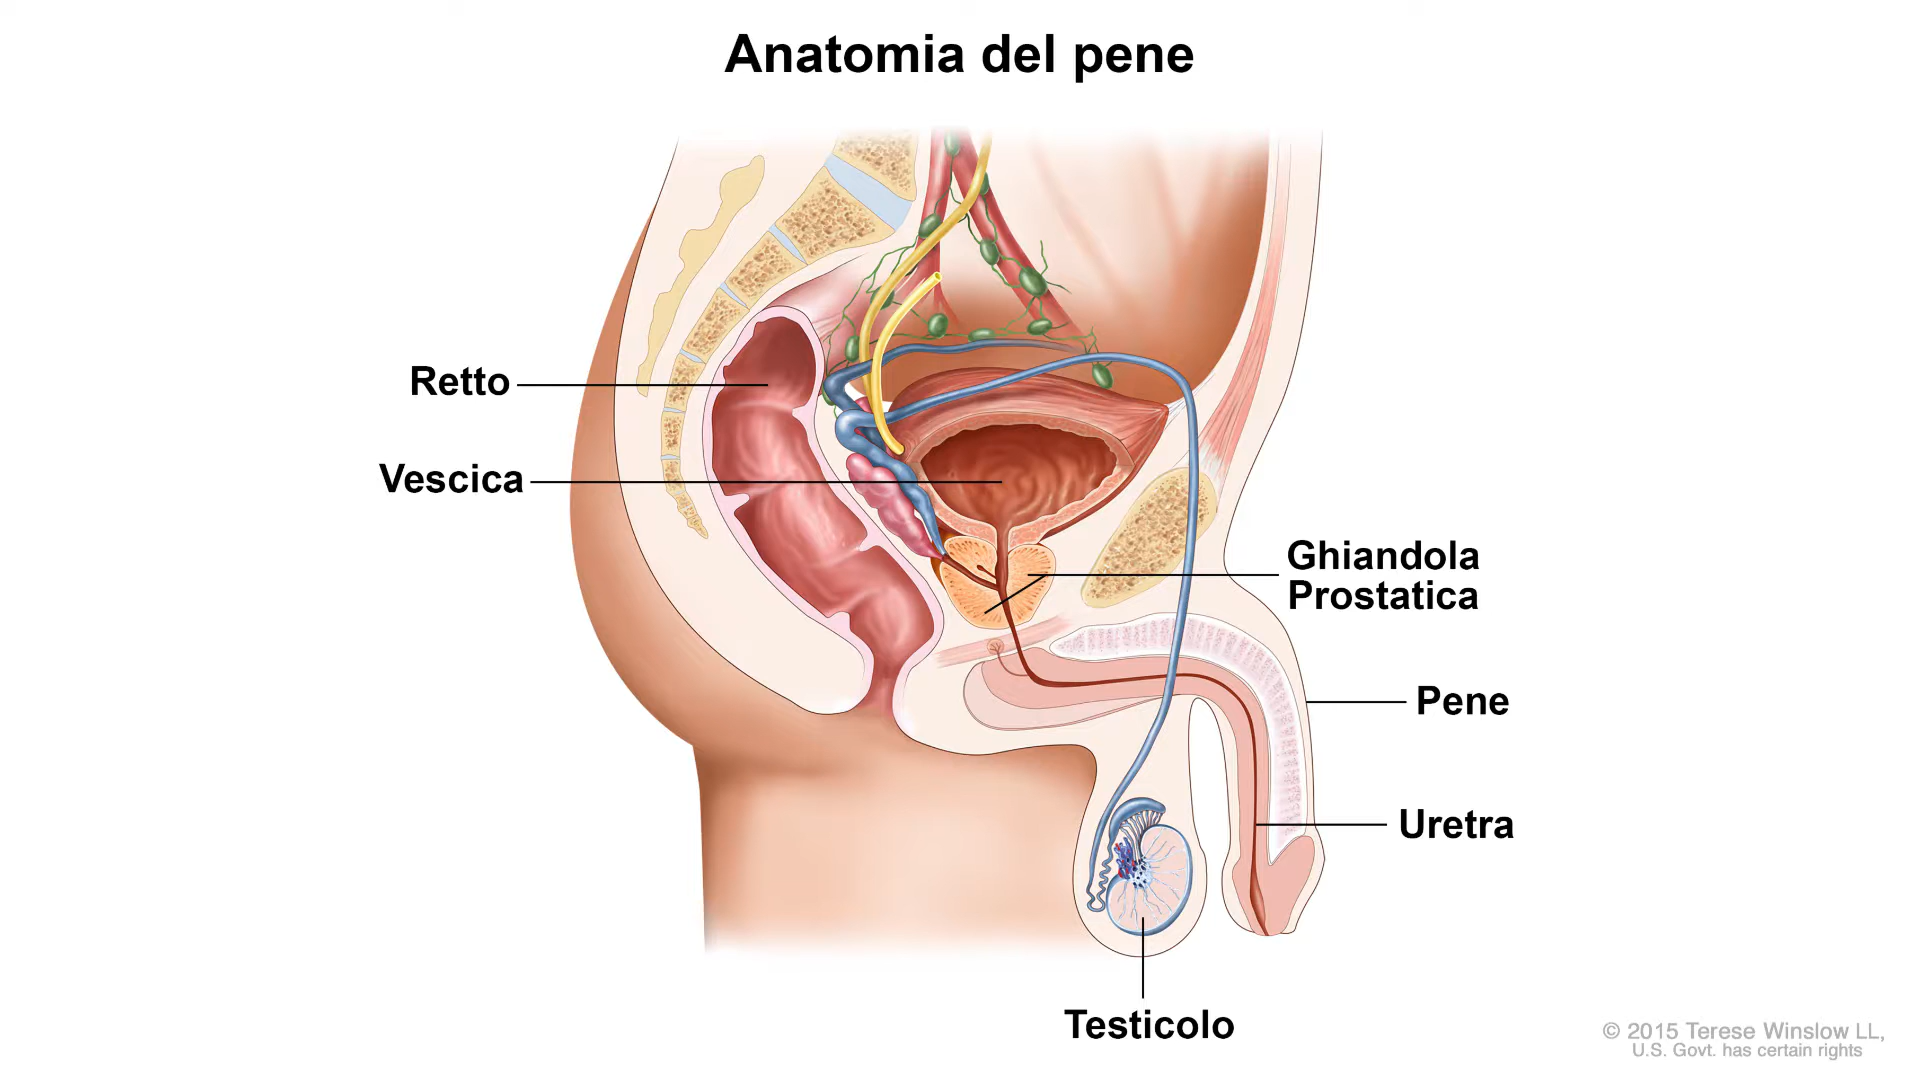 Anatomia del pene
Retto
Vescica
Ghiandola
Prostatica
Pene
Uretra
Testicolo
© 2015 Terese Winslow LL,
U.S. Govt. has certain rights